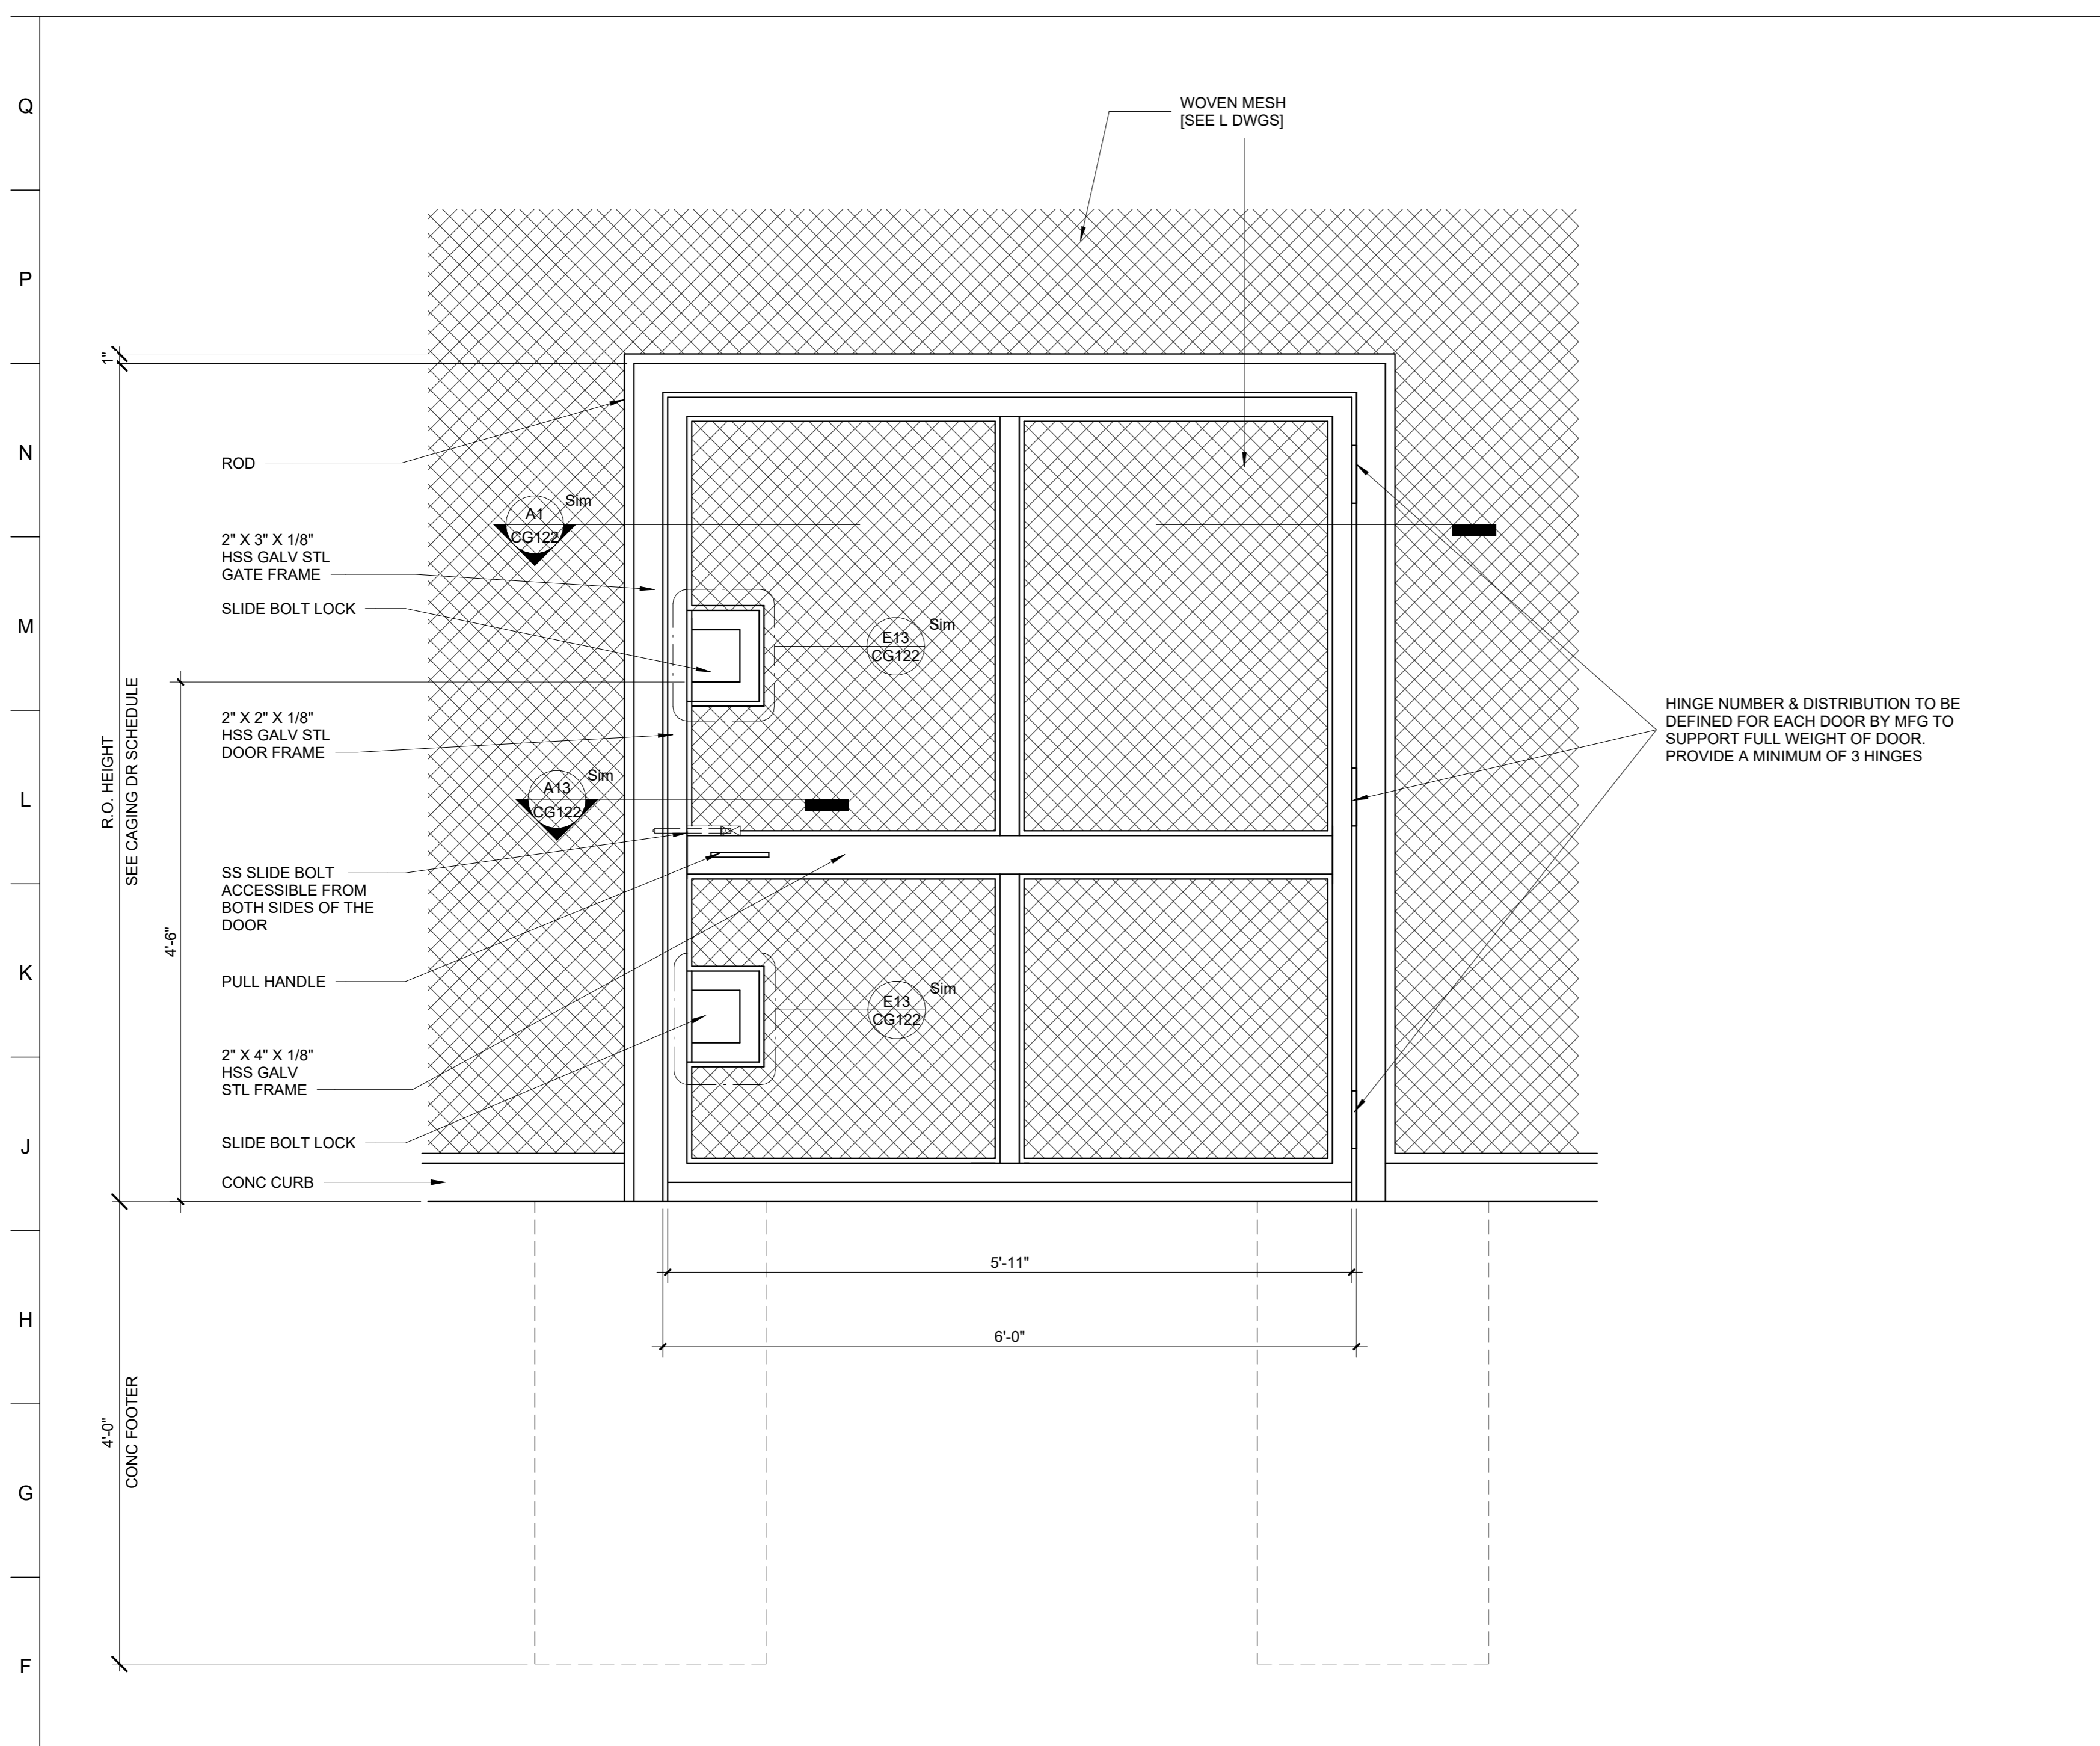 Q
P
N
M
L
K
J
H
G
F
WOVEN MESH
[SEE L DWGS]
1"
R.O. HEIGHT
SEE CAGING DR SCHEDULE
4'-6"
4'-0"
CONC FOOTER
ROD
2" X 3" X 1/8"
HSS GALV STL
GATE FRAME
SLIDE BOLT LOCK
2" X 2" X 1/8"
HSS GALV STL
DOOR FRAME
SS SLIDE BOLT
ACCESSIBLE FROM
BOTH SIDES OF THE
DOOR
PULL HANDLE
2" X 4" X 1/8"
HSS GALV
STL FRAME
SLIDE BOLT LOCK
CONC CURB
A1
CG122
Sim
E13
CG122
Sim
A13
CG122
Sim
E13
CG122
Sim
HINGE NUMBER & DISTRIBUTION TO BE
DEFINED FOR EACH DOOR BY MFG TO
SUPPORT FULL WEIGHT OF DOOR.
PROVIDE A MINIMUM OF 3 HINGES
5'-11"
6'-0"